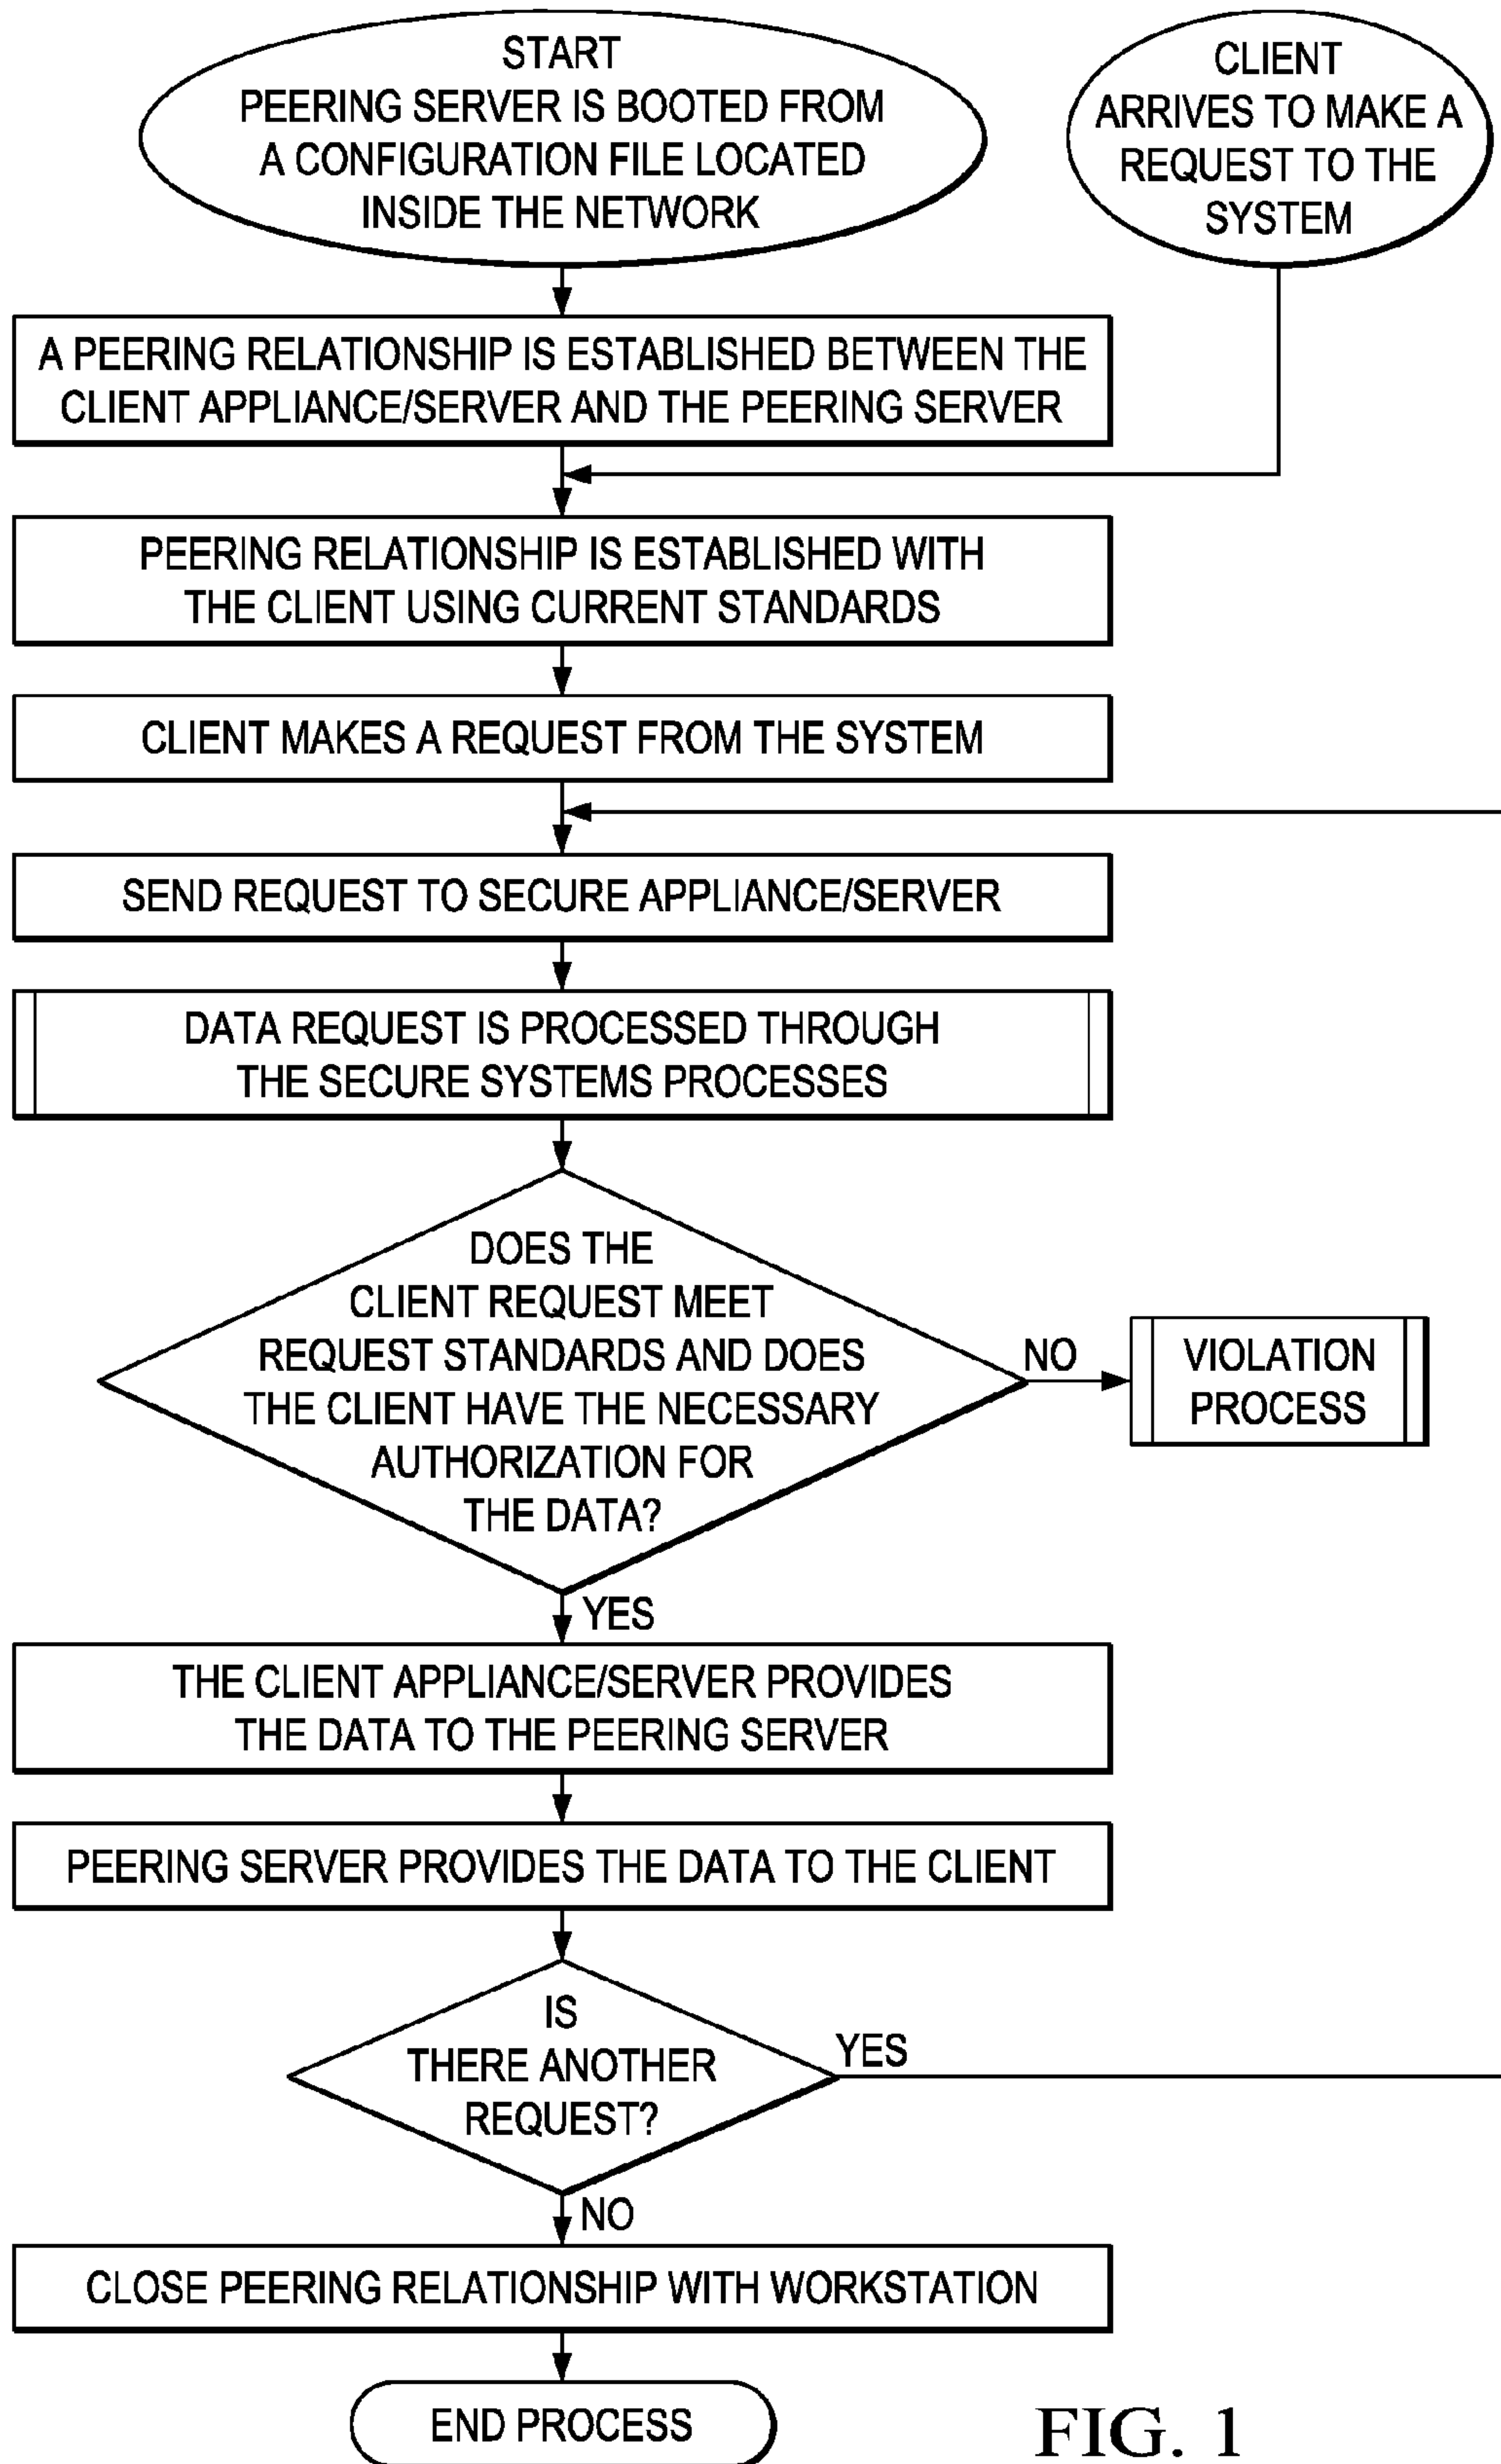 START
PEERING SERVER IS BOOTED FROM
A CONFIGURATION FILE LOCATED
INSIDE THE NETWORK
CLIENT
ARRIVES TO MAKE A
REQUEST TO THE
SYSTEM
A PEERING RELATIONSHIP IS ESTABLISHED BETWEEN THE
CLIENT APPLIANCE/SERVER AND THE PEERING SERVER
PEERING RELATIONSHIP IS ESTABLISHED WITH
THE CLIENT USING CURRENT STANDARDS
CLIENT MAKES A REQUEST FROM THE SYSTEM
SEND REQUEST TO SECURE APPLIANCE/SERVER
DATA REQUEST IS PROCESSED THROUGH
THE SECURE SYSTEMS PROCESSES
DOES THE
CLIENT REQUEST MEET
REQUEST STANDARDS AND DOES
THE CLIENT HAVE THE NECESSARY
AUTHORIZATION FOR
THE DATA?
NO
VIOLATION
PROCESS
YES
THE CLIENT APPLIANCE/SERVER PROVIDES
THE DATA TO THE PEERING SERVER
PEERING SERVER PROVIDES THE DATA TO THE CLIENT
IS
THERE ANOTHER
REQUEST?
YES
NO
CLOSE PEERING RELATIONSHIP WITH WORKSTATION
END PROCESS
FIG. 1